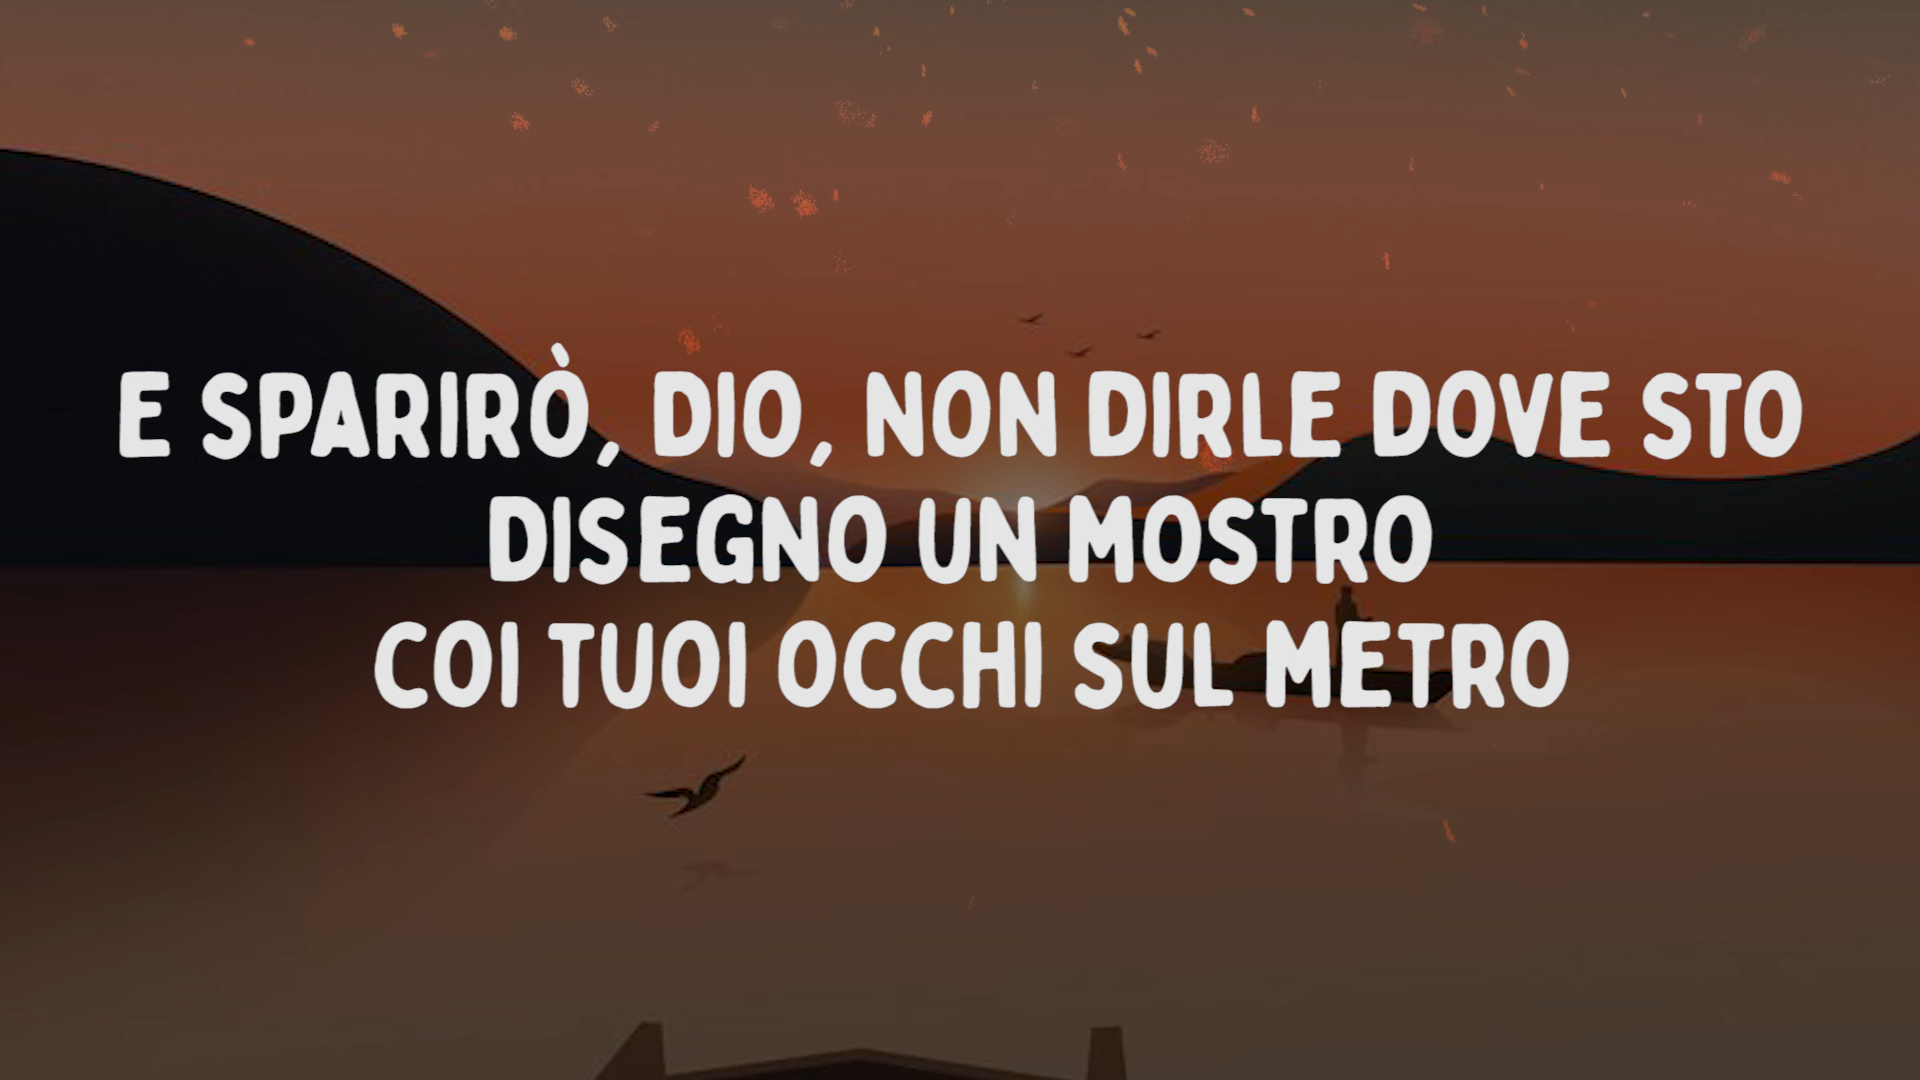 E SPARIRÒ, DIO, NON DIRLE DOVE STO
DISEGNO UN MOSTRO
COI TUOI OCCHI SUL METRO